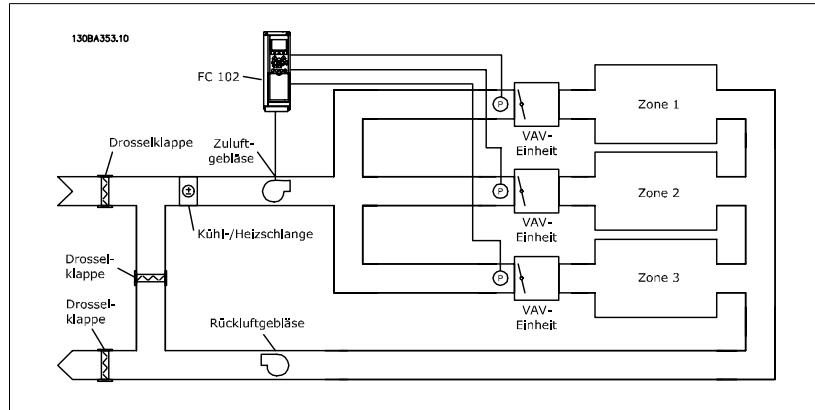 130BA353.10
FC 102
Drosselklappe
Zuluft-
gebläse
Kühl-/Heizschlange
Drossel-
klappe
Drossel-
klappe
Rückluftgebläse
P
VAV-
Einheit
Zone 1
P
VAV-
Einheit
Zone 2
P
VAV-
Einheit
Zone 3